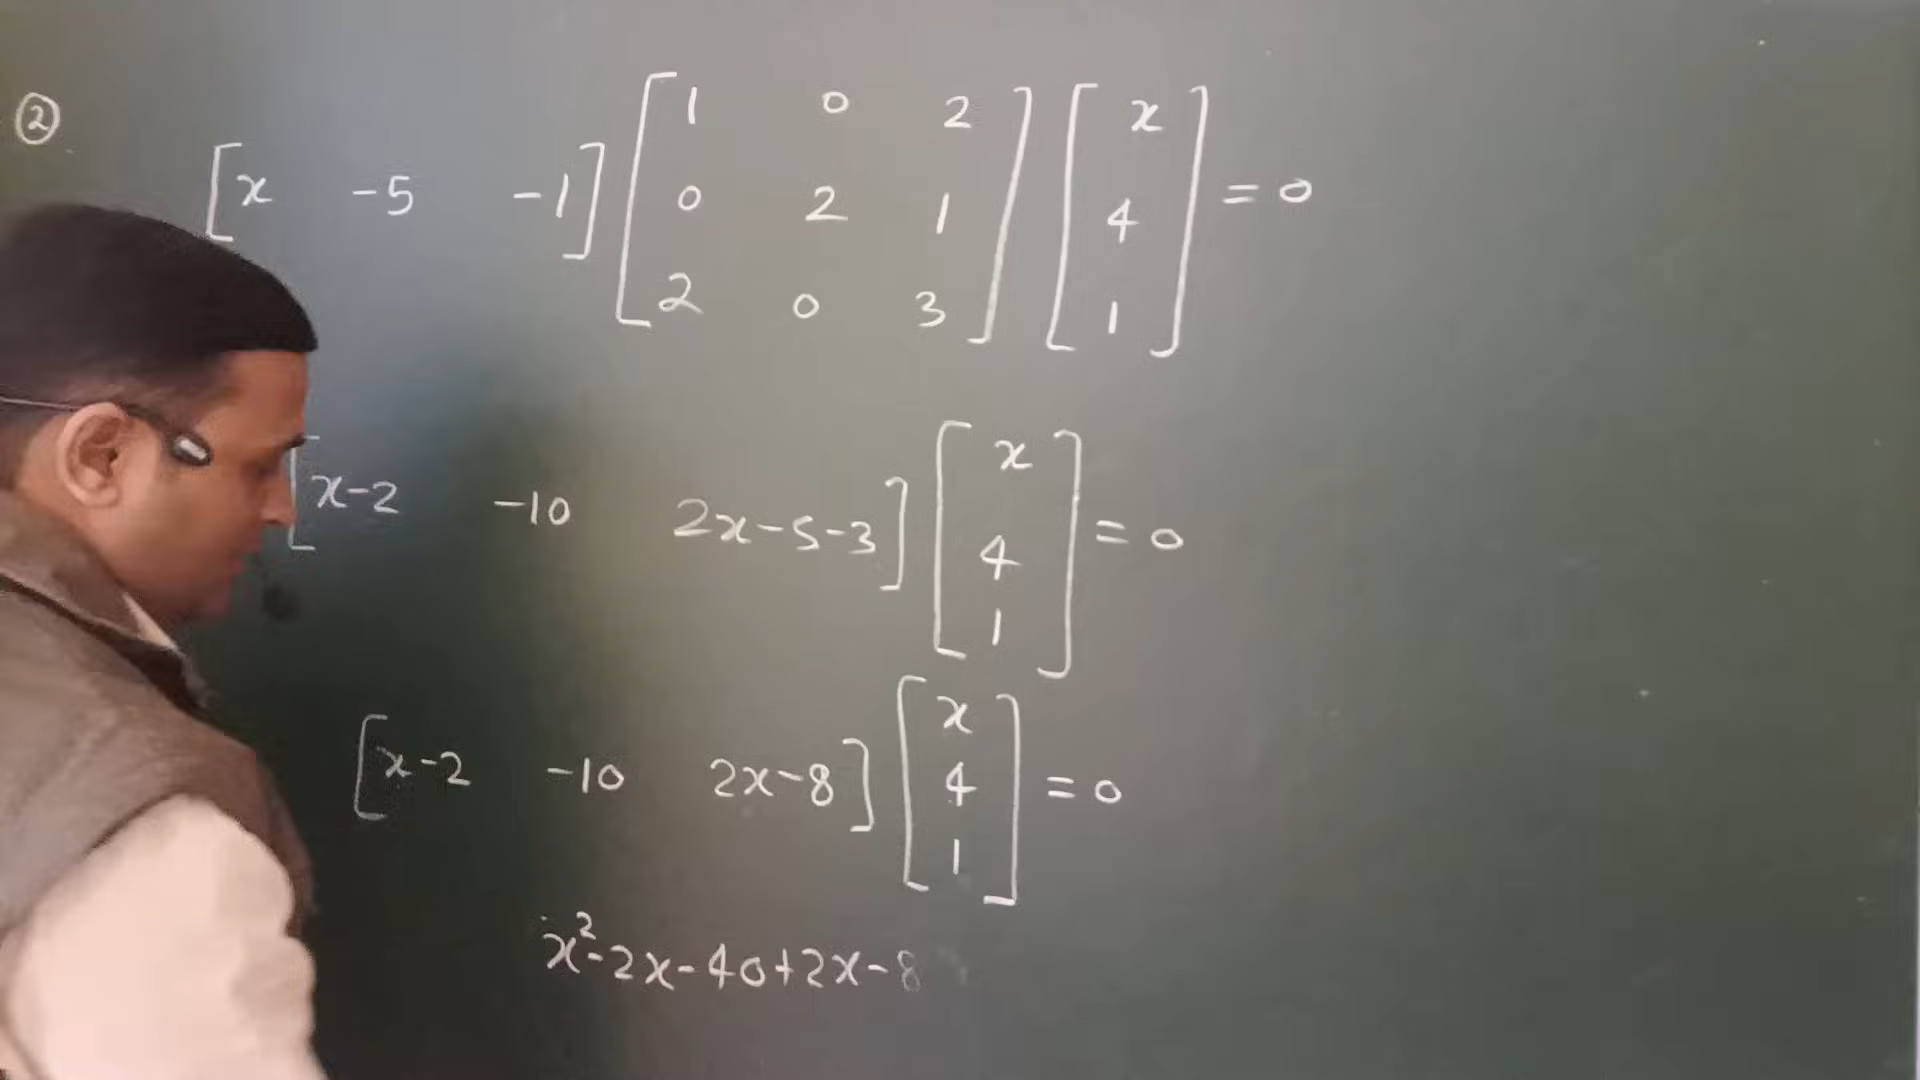 ②
[x -5 -1] [1 0 2 0 2 1 2 0 3] [x 4 1] = 0
[x-2 -10 2x-5-3] [x 4 1] = 0
[x-2 -10 2x-8] [x 4 1] = 0
x²-2x-40+2x-8